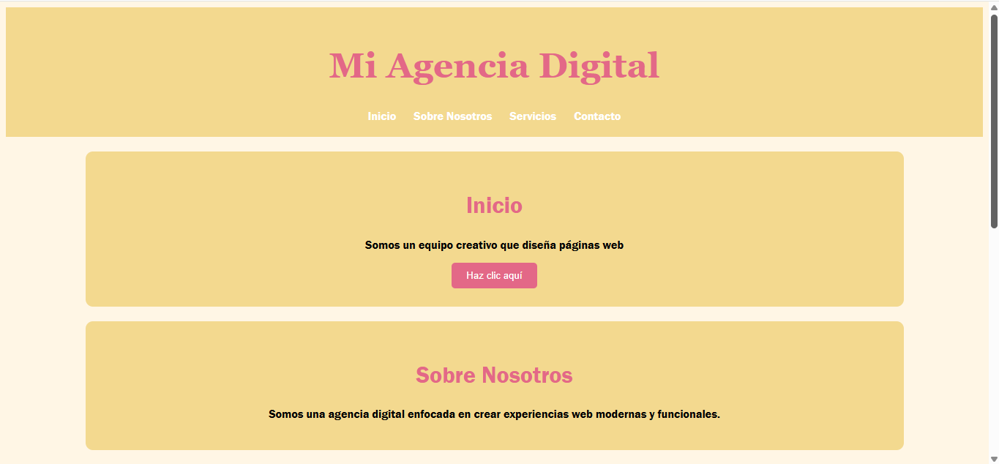 Mi Agencia Digital
Inicio Sobre Nosotros Servicios Contacto
Inicio
Somos un equipo creativo que diseña páginas web
Haz clic aquí
Sobre Nosotros
Somos una agencia digital enfocada en crear experiencias web modernas y funcionales.